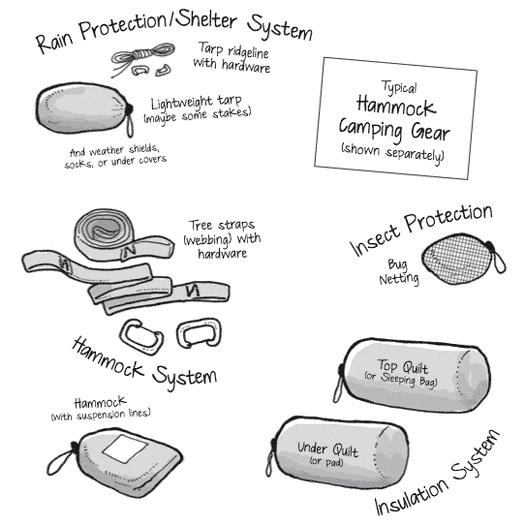 Rain Protection/Shelter System
Tarp ridgeline
with hardware
Lightweight tarp
(maybe some stakes)
And weather shields,
socks, or under covers
Typical
Hammock
Camping Gear
(shown separately)
Tree straps
(webbing) with
hardware
Insect Protection
Bug
Netting
Hammock System
Hammock
(with suspension lines)
Top Quilt
(or Sleeping Bag)
Under Quilt
(or pad)
Insulation System